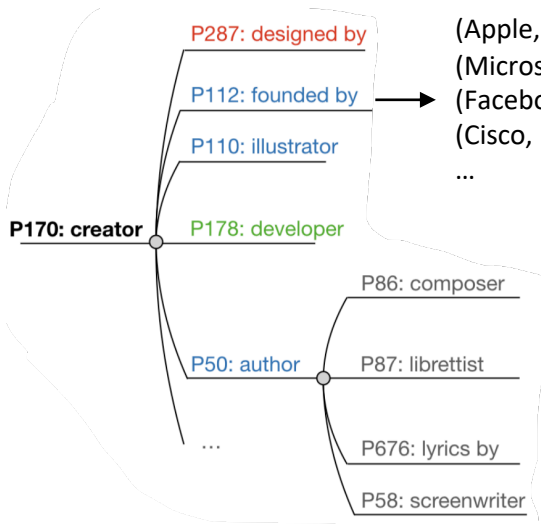 P287: designed by
P112: founded by
P110: illustrator
P170: creator
P178: developer
P50: author
...
(Apple,
(Micros
(Facebo
(Cisco,
...
P86: composer
P87: librettist
P676: lyrics by
P58: screenwriter